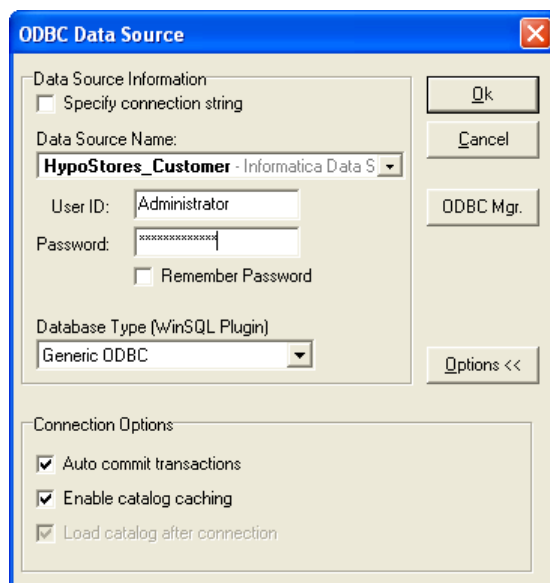 ODBC Data Source
Data Source Information
Specify connection string
Ok
Data Source Name:
Cancel
HypoStores_Customer - Informatica Data S
User ID: Administrator
ODBC Mgr.
Password: xxxxxxxxxxxxx
Remember Password
Database Type (WinSQL Plugin)
Generic ODBC
Options <<
Connection Options
Auto commit transactions
Enable catalog caching
Load catalog after connection